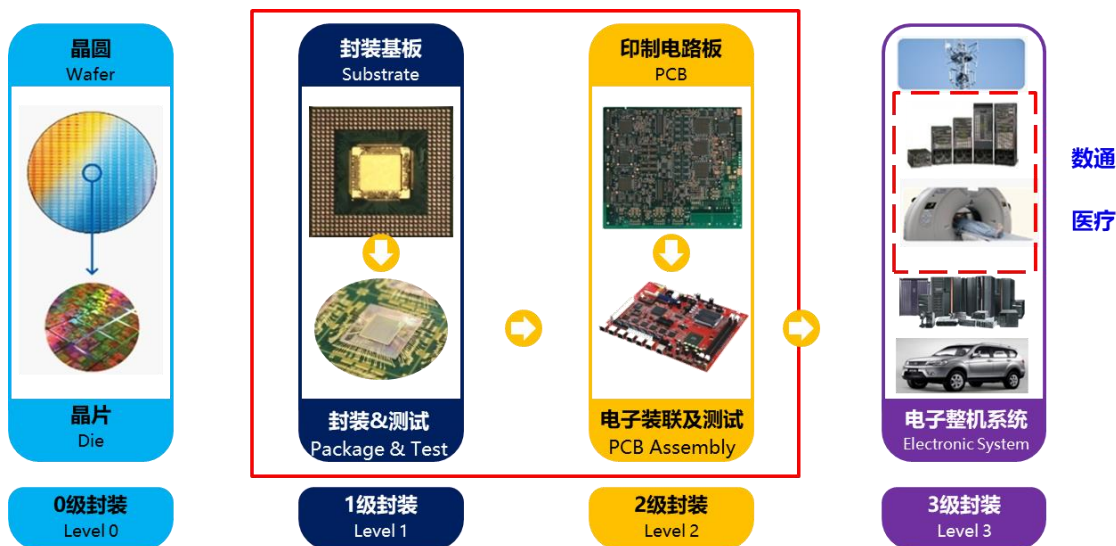 晶圆
Wafer
晶片
Die
0级封装
Level 0
封装基板
Substrate
封装&测试
Package & Test
1级封装
Level 1
印制电路板
PCB
电子装联及测试
PCB Assembly
2级封装
Level 2
电子整机系统
Electronic System
3级封装
Level 3
数通
医疗